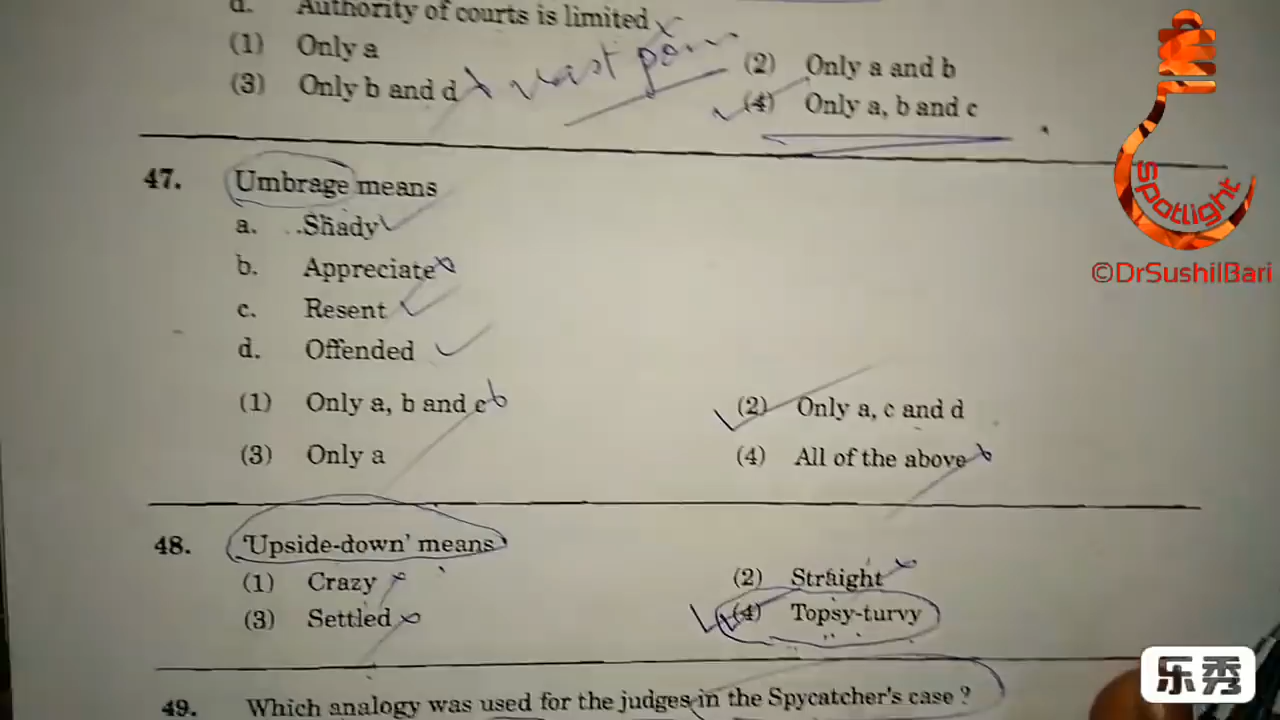 d. Authority of courts is limited
(1) Only a
(2) Only a and b
(3) Only b and d
(4) Only a, b and c
47. Umbrage means
a. Shady
b. Appreciate
c. Resent
d. Offended
(1) Only a, b and c
(2) Only a, c and d
(3) Only a
(4) All of the above
48. 'Upside-down' means
(1) Crazy
(2) Straight
(3) Settled
(4) Topsy-turvy
49. Which analogy was used for the judges in the Spycatcher's case ?
Spotlight
©DrSushilBari
乐秀